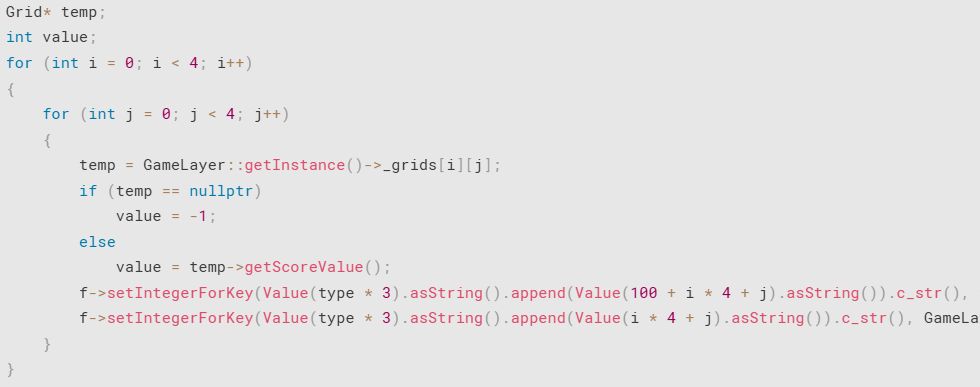 Grid* temp;
int value;
for (int i = 0; i < 4; i++)
{
    for (int j = 0; j < 4; j++)
    {
        temp = GameLayer::getInstance()->_grids[i][j];
        if (temp == nullptr)
            value = -1;
        else
            value = temp->getScoreValue();
        f->setIntegerForKey(Value(type * 3).asString().append(Value(100 + i * 4 + j).asString()).c_str(),
        f->setIntegerForKey(Value(type * 3).asString().append(Value(i * 4 + j).asString()).c_str(), GameLa
    }
}